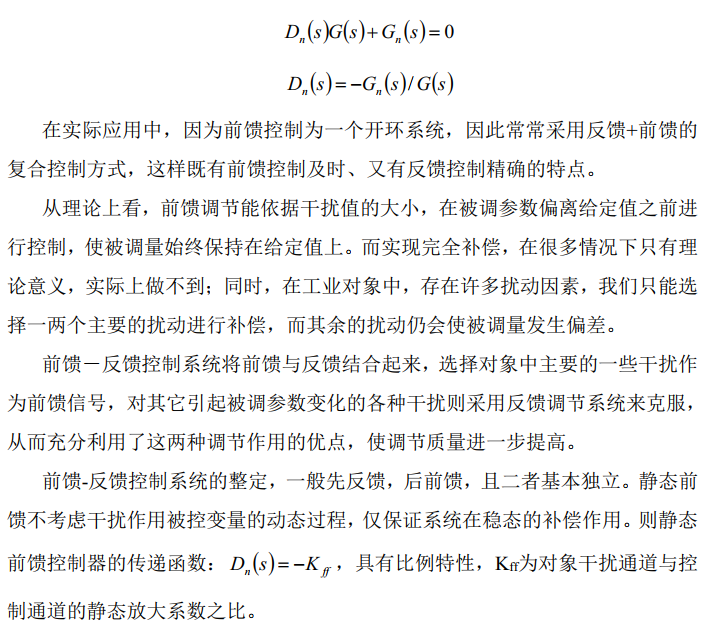 Dₙ(s)G(s)+Gₙ(s)=0
Dₙ(s)=−Gₙ(s)/G(s)
在实际应用中，因为前馈控制为一个开环系统，因此常常采用反馈+前馈的
复合控制方式，这样既有前馈控制及时、又有反馈控制精确的特点。
从理论上看，前馈调节能依据干扰值的大小，在被调参数偏离给定值之前进
行控制，使被调量始终保持在给定值上。而实现完全补偿，在很多情况下只有理
论意义，实际上做不到；同时，在工业对象中，存在许多扰动因素，我们只能选
择一两个主要的扰动进行补偿，而其余的扰动仍会使被调量发生偏差。
前馈－反馈控制系统将前馈与反馈结合起来，选择对象中主要的一些干扰作
为前馈信号，对其它引起被调参数变化的各种干扰则采用反馈调节系统来克服，
从而充分利用了这两种调节作用的优点，使调节质量进一步提高。
前馈-反馈控制系统的整定，一般先反馈，后前馈，且二者基本独立。静态前
馈不考虑干扰作用被控变量的动态过程，仅保证系统在稳态的补偿作用。则静态
前馈控制器的传递函数：Dₙ(s)=−K_ff，具有比例特性，Kff为对象干扰通道与控
制通道的静态放大系数之比。